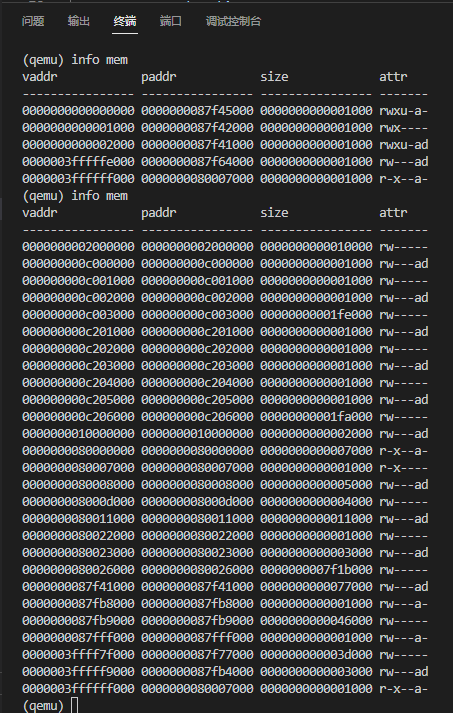 问题 输出 终端 端口 调试控制台
(qemu) info mem
vaddr paddr size attr
---------------- ---------------- ---------------- -------
0000000000000000 0000000087f45000 0000000000001000 rwxu-a-
0000000000001000 0000000087f42000 0000000000001000 rwx----
0000000000002000 0000000087f41000 0000000000001000 rwxu-ad
0000003fffffe000 0000000087f64000 0000000000001000 rw---ad
0000003ffffff000 0000000080007000 0000000000001000 r-x--a-
(qemu) info mem
vaddr paddr size attr
---------------- ---------------- ---------------- -------
0000000002000000 0000000002000000 0000000000010000 rw-----
000000000c000000 000000000c000000 0000000000001000 rw---ad
000000000c001000 000000000c001000 0000000000001000 rw-----
000000000c002000 000000000c002000 0000000000001000 rw---ad
000000000c003000 000000000c003000 00000000001fe000 rw-----
000000000c201000 000000000c201000 0000000000001000 rw---ad
000000000c202000 000000000c202000 0000000000001000 rw-----
000000000c203000 000000000c203000 0000000000001000 rw---ad
000000000c204000 000000000c204000 0000000000001000 rw-----
000000000c205000 000000000c205000 0000000000001000 rw---ad
000000000c206000 000000000c206000 00000000001fa000 rw-----
0000000010000000 0000000010000000 0000000000002000 rw---ad
0000000080000000 0000000080000000 0000000000007000 r-x--a-
0000000080007000 0000000080007000 0000000000001000 r-x----
0000000080008000 0000000080008000 0000000000005000 rw---ad
000000008000d000 000000008000d000 0000000000004000 rw-----
0000000080011000 0000000080011000 0000000000011000 rw---ad
0000000080022000 0000000080022000 0000000000001000 rw-----
0000000080023000 0000000080023000 0000000000003000 rw---ad
0000000080026000 0000000080026000 0000000007f1b000 rw-----
0000000087f41000 0000000087f41000 0000000000077000 rw---ad
0000000087fb8000 0000000087fb8000 0000000000001000 rw---a-
0000000087fb9000 0000000087fb9000 0000000000046000 rw-----
0000000087fff000 0000000087fff000 0000000000001000 rw---a-
0000003ffff7f000 0000000087f77000 000000000003d000 rw-----
0000003fffff9000 0000000087fb4000 0000000000003000 rw---ad
0000003ffffff000 0000000080007000 0000000000001000 r-x--a-
(qemu)